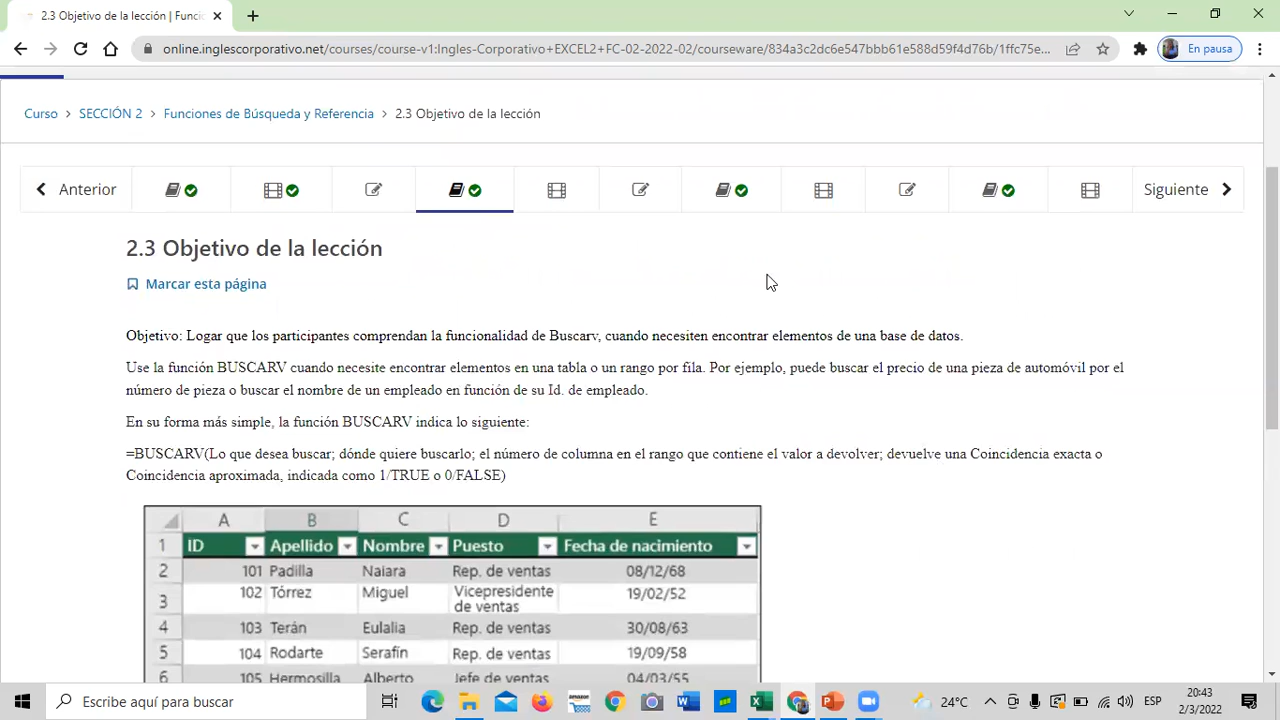 2.3 Objetivo de la lección | Funci
online.inglescorporativo.net/courses/course-v1:Ingles-Corporativo+EXCEL2+FC-02-2022-02/courseware/834a3c2dc6e547bbb61e588d59f4d76b/1ffc75e...
En pausa
Curso > SECCIÓN 2 > Funciones de Búsqueda y Referencia > 2.3 Objetivo de la lección
Anterior
Siguiente
2.3 Objetivo de la lección
Marcar esta página
Objetivo: Logar que los participantes comprendan la funcionalidad de Buscarv, cuando necesiten encontrar elementos de una base de datos.
Use la función BUSCARV cuando necesite encontrar elementos en una tabla o un rango por fila. Por ejemplo, puede buscar el precio de una pieza de automóvil por el
número de pieza o buscar el nombre de un empleado en función de su Id. de empleado.
En su forma más simple, la función BUSCARV indica lo siguiente:
=BUSCARV(Lo que desea buscar; dónde quiere buscarlo; el número de columna en el rango que contiene el valor a devolver; devuelve una Coincidencia exacta o
Coincidencia aproximada, indicada como 1/TRUE o 0/FALSE)
A B C D E
1 ID Apellido Nombre Puesto Fecha de nacimiento
2 101 Padilla Naiara Rep. de ventas 08/12/68
3 102 Tórrez Miguel Vicepresidente de ventas 19/02/52
4 103 Terán Eulalia Rep. de ventas 30/08/63
5 104 Rodarte Serafín Rep. de ventas 19/09/58
6 105 Hermosilla Alberto Jefe de ventas 04/03/55
Escribe aquí para buscar
amazon
24°C
ESP
20:43
2/3/2022